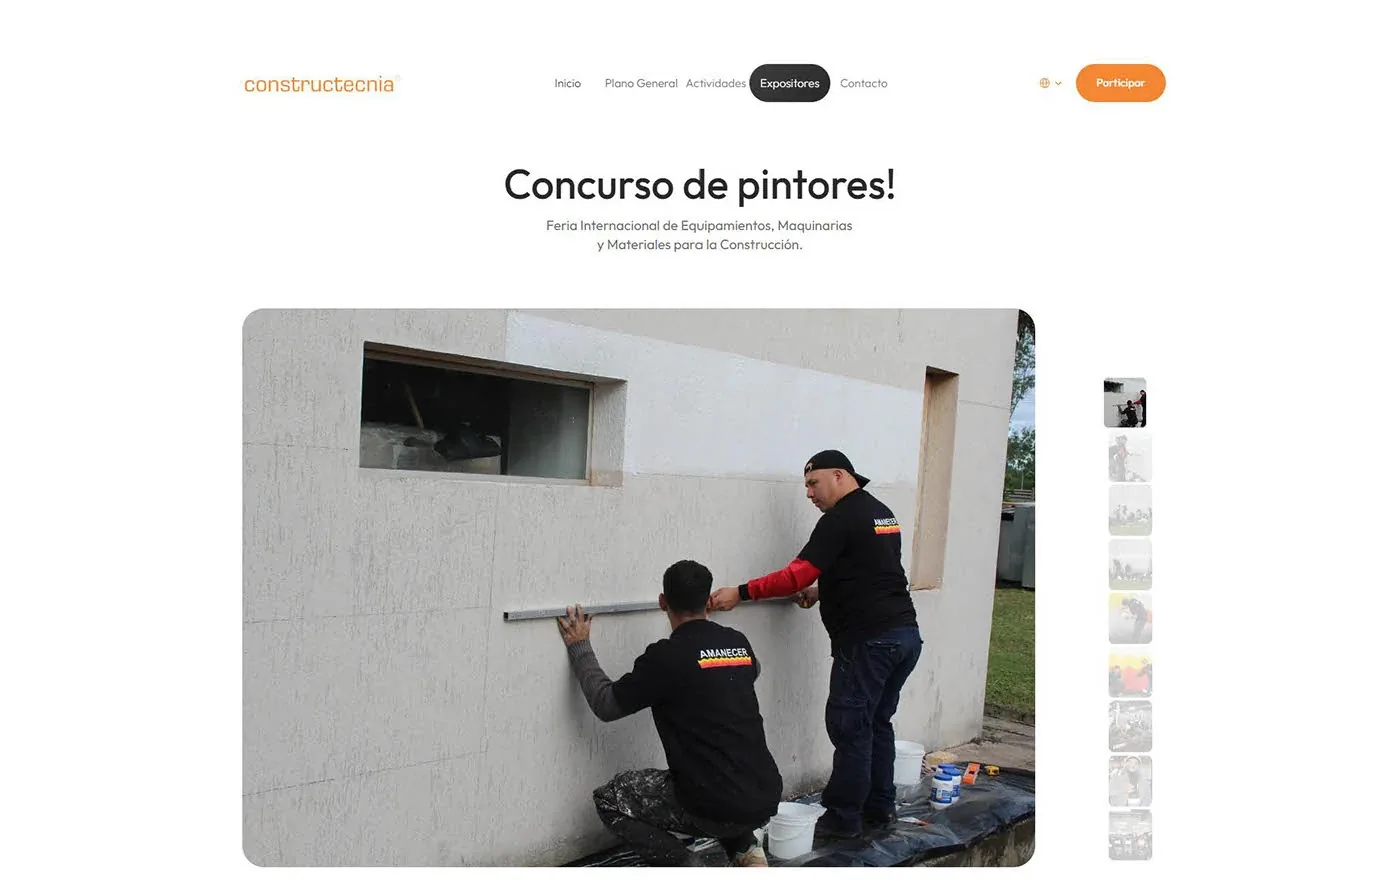 constructecnia
Inicio Plano General Actividades Expositores Contacto
Participar
Concurso de pintores!
Feria Internacional de Equipamientos, Maquinarias
y Materiales para la Construcción.
AMANECER
AMANECER